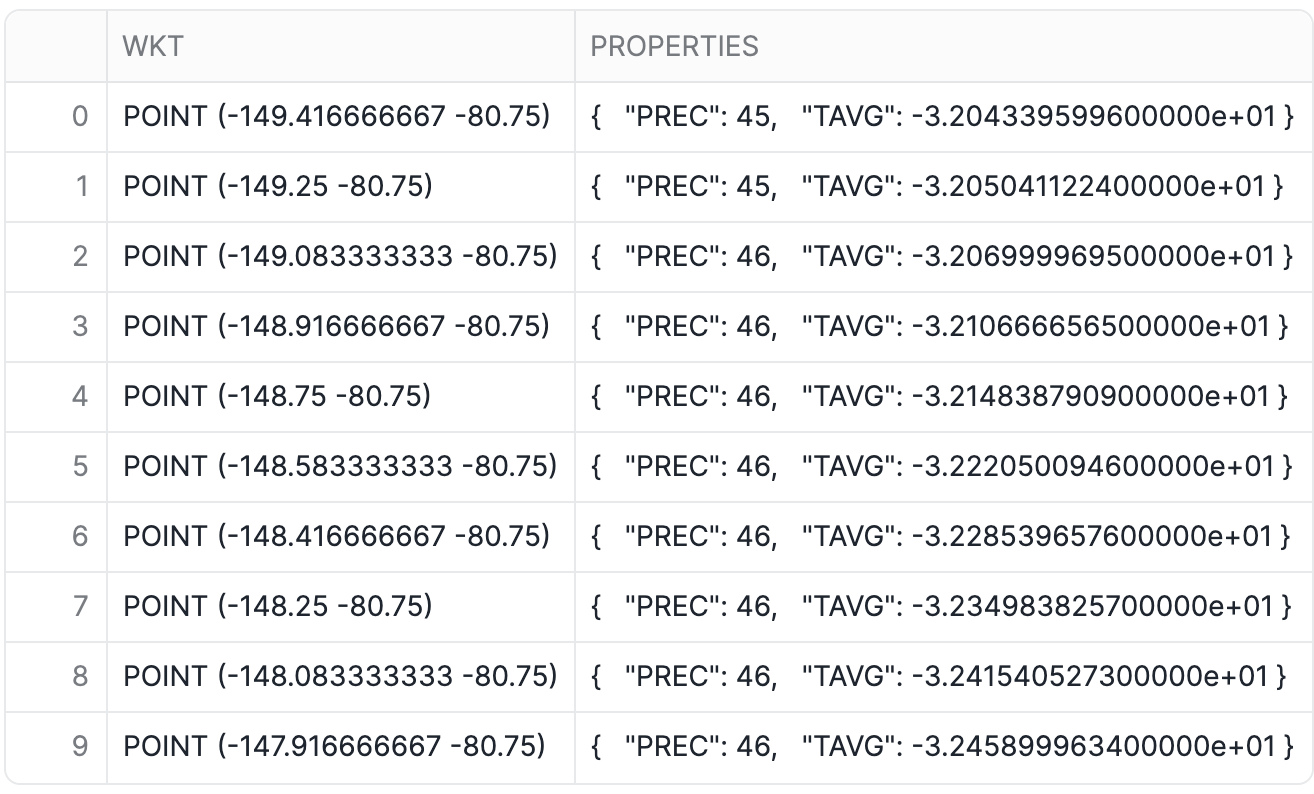 WKT PROPERTIES
0 POINT (-149.416666667 -80.75) { "PREC": 45, "TAVG": -3.204339599600000e+01 }
1 POINT (-149.25 -80.75) { "PREC": 45, "TAVG": -3.205041122400000e+01 }
2 POINT (-149.083333333 -80.75) { "PREC": 46, "TAVG": -3.206999969500000e+01 }
3 POINT (-148.916666667 -80.75) { "PREC": 46, "TAVG": -3.210666656500000e+01 }
4 POINT (-148.75 -80.75) { "PREC": 46, "TAVG": -3.214838790900000e+01 }
5 POINT (-148.583333333 -80.75) { "PREC": 46, "TAVG": -3.222050094600000e+01 }
6 POINT (-148.416666667 -80.75) { "PREC": 46, "TAVG": -3.228539657600000e+01 }
7 POINT (-148.25 -80.75) { "PREC": 46, "TAVG": -3.234983825700000e+01 }
8 POINT (-148.083333333 -80.75) { "PREC": 46, "TAVG": -3.241540527300000e+01 }
9 POINT (-147.916666667 -80.75) { "PREC": 46, "TAVG": -3.245899963400000e+01 }